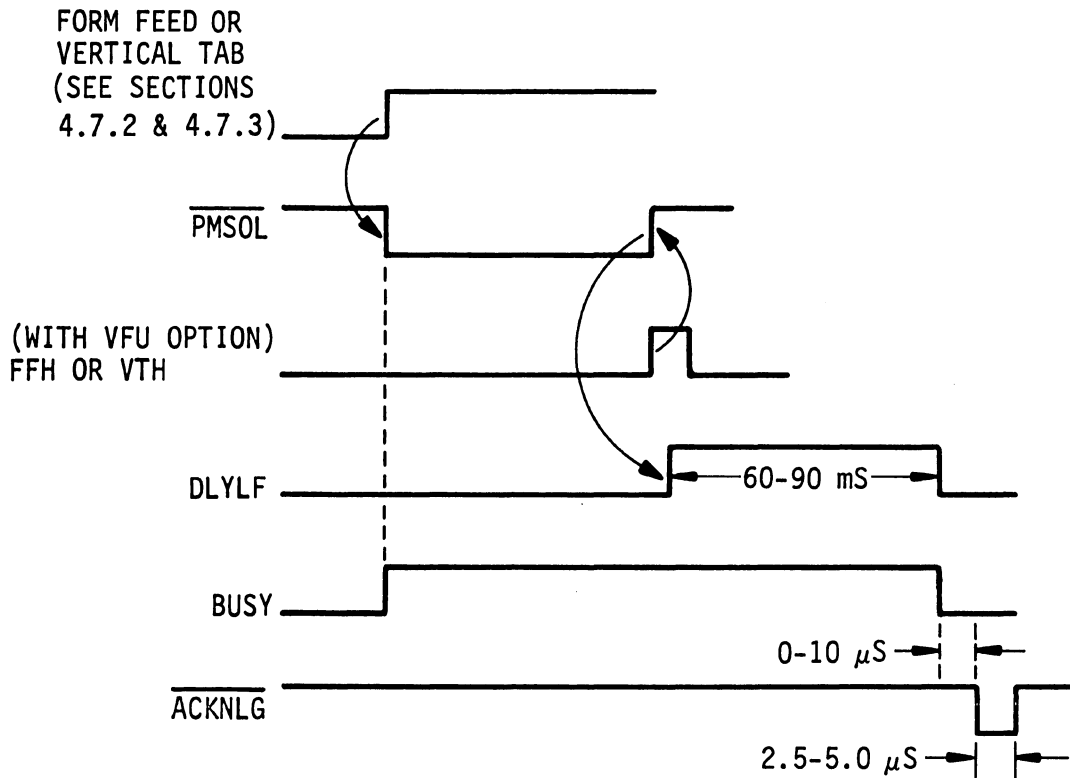 FORM FEED OR
VERTICAL TAB
(SEE SECTIONS
4.7.2 & 4.7.3)
PMSOL
(WITH VFU OPTION)
FFH OR VTH
DLYLF
60-90 mS
BUSY
0-10 μS
ACKNLG
2.5-5.0 μS